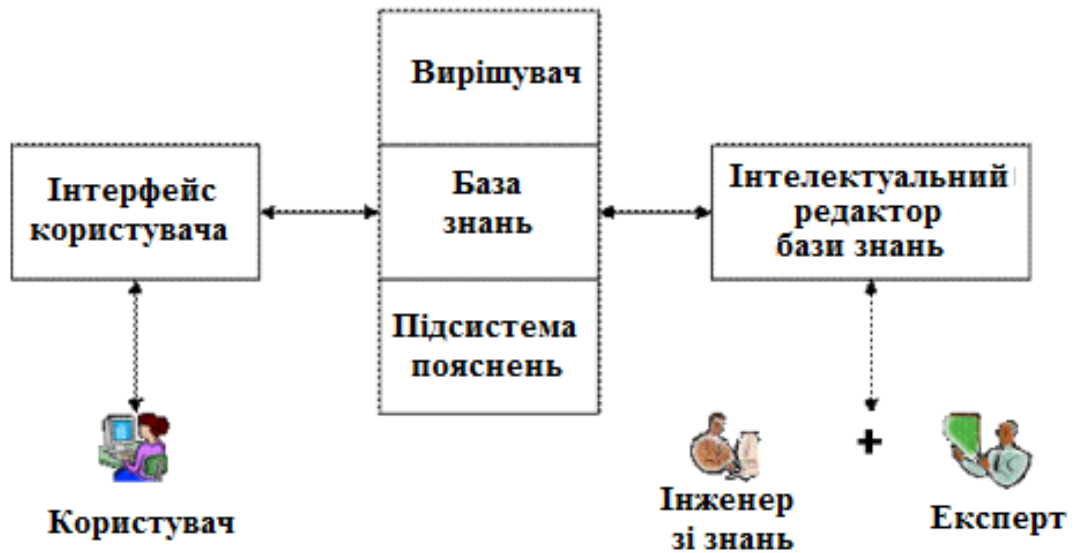 Вирішувач
Інтерфейс
користувача
База
знань
Інтелектуальний
редактор
бази знань
Підсистема
пояснень
Користувач
+
Інженер
зі знань
Експерт